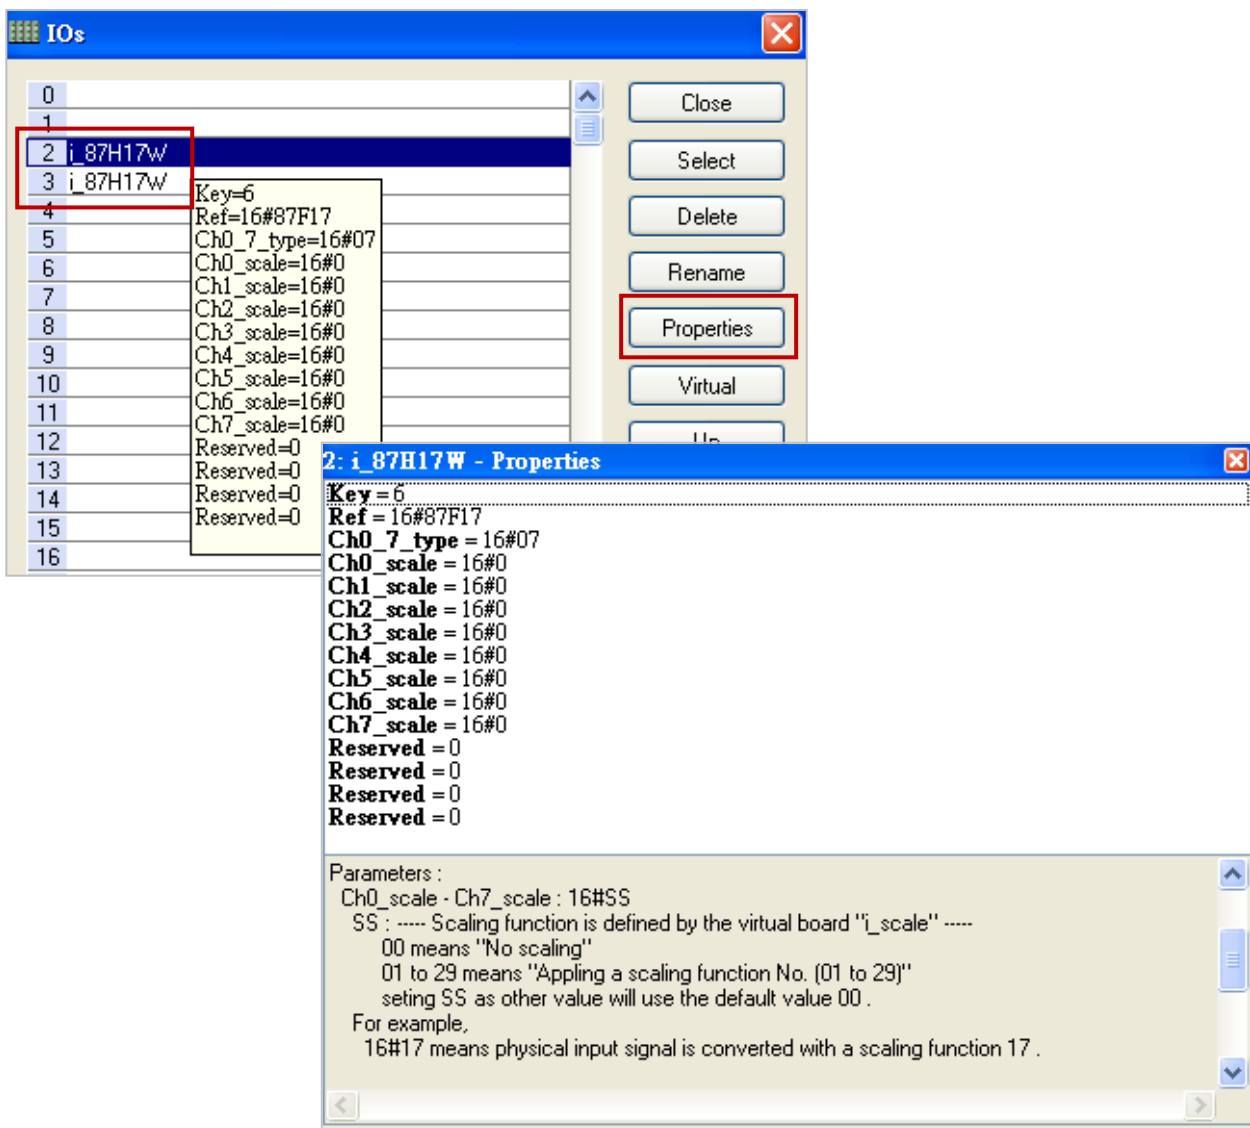 IOs
0
1
2 i_87H17W
3 i_87H17W
4
5
6
7
8
9
10
11
12
13
14
15
16
Key=6
Ref=16#87F17
Ch0_7_type=16#07
Ch0_scale=16#0
Ch1_scale=16#0
Ch2_scale=16#0
Ch3_scale=16#0
Ch4_scale=16#0
Ch5_scale=16#0
Ch6_scale=16#0
Ch7_scale=16#0
Reserved=0
Reserved=0
Reserved=0
Reserved=0
Close
Select
Delete
Rename
Properties
Virtual
Up
2: i_87H17W - Properties
Key = 6
Ref = 16#87F17
Ch0_7_type = 16#07
Ch0_scale = 16#0
Ch1_scale = 16#0
Ch2_scale = 16#0
Ch3_scale = 16#0
Ch4_scale = 16#0
Ch5_scale = 16#0
Ch6_scale = 16#0
Ch7_scale = 16#0
Reserved = 0
Reserved = 0
Reserved = 0
Reserved = 0
Parameters :
Ch0_scale - Ch7_scale : 16#SS
SS : ----- Scaling function is defined by the virtual board "i_scale" -----
00 means "No scaling"
01 to 29 means "Appling a scaling function No. (01 to 29)"
seting SS as other value will use the default value 00 .
For example,
16#17 means physical input signal is converted with a scaling function 17 .